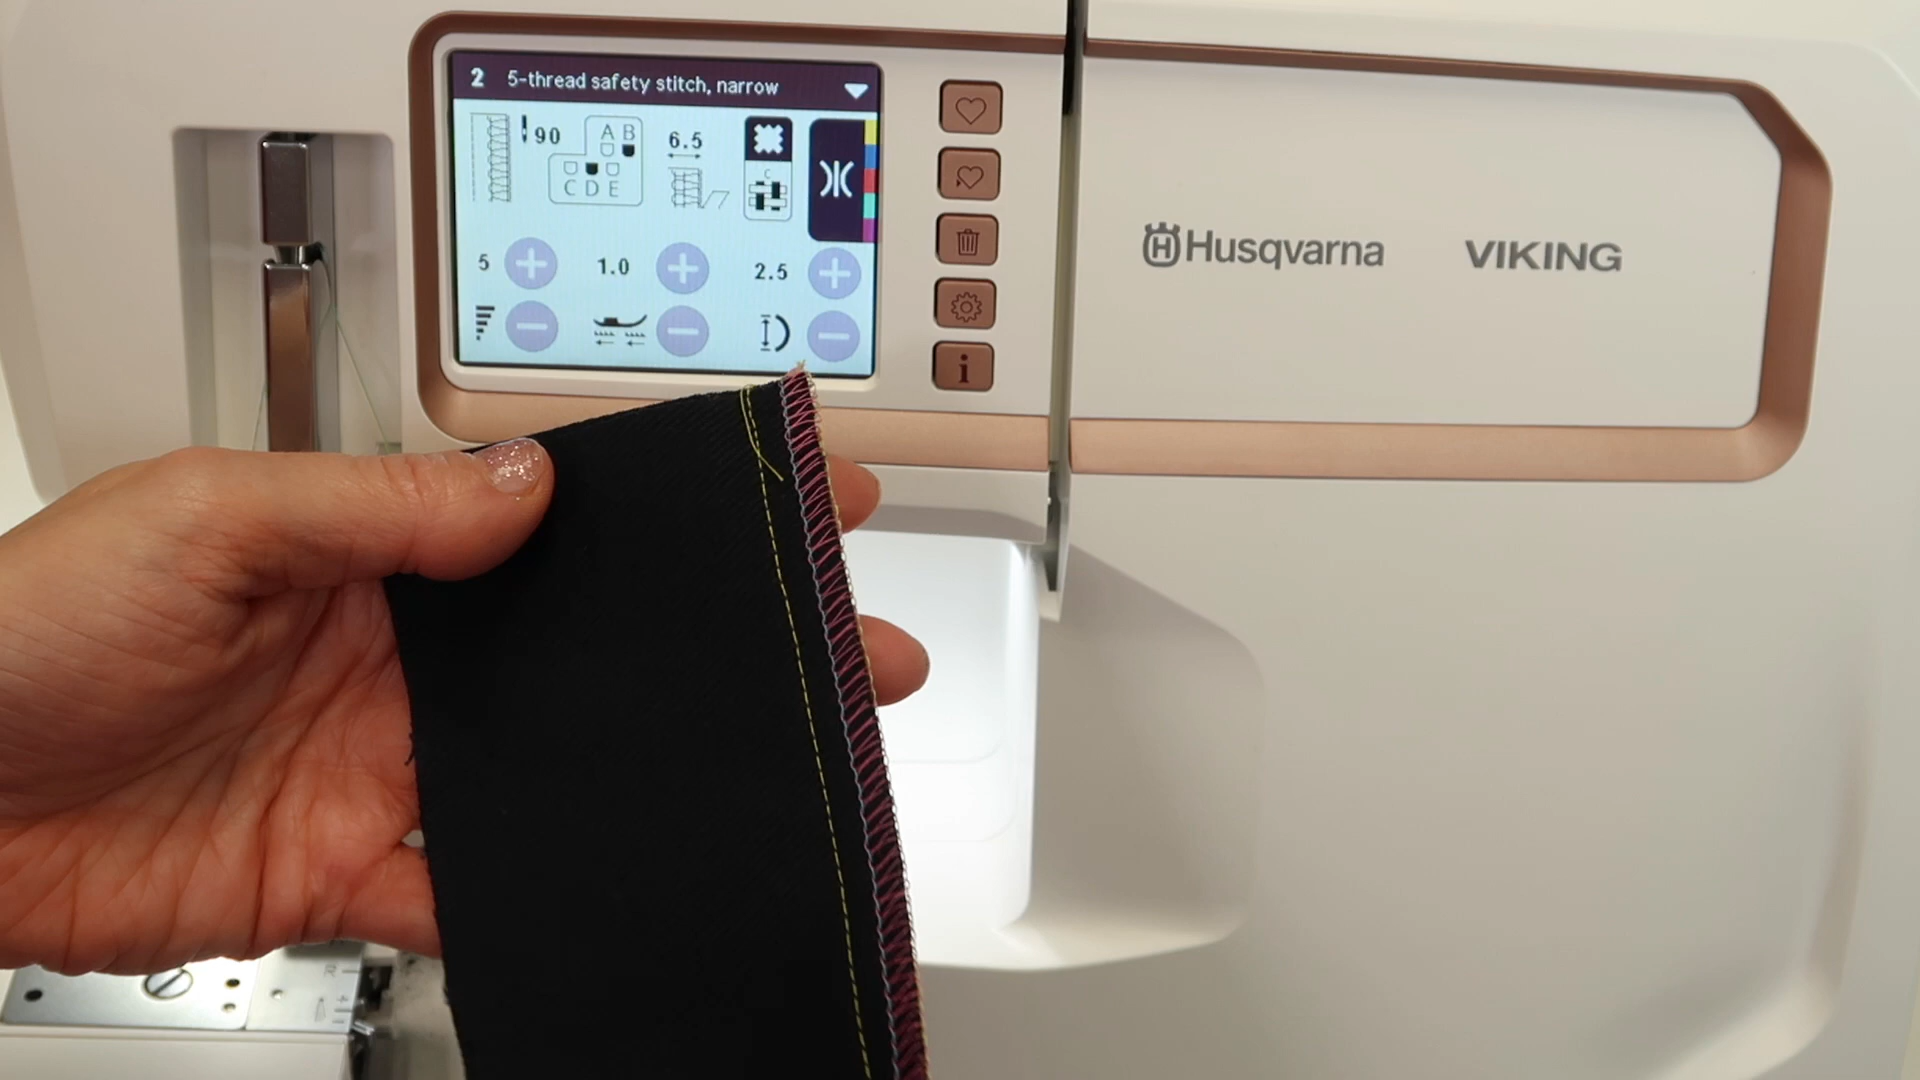 2 5-thread safety stitch, narrow
90
A B
C D E
6.5
C
5
1.0
2.5
i
H Husqvarna VIKING